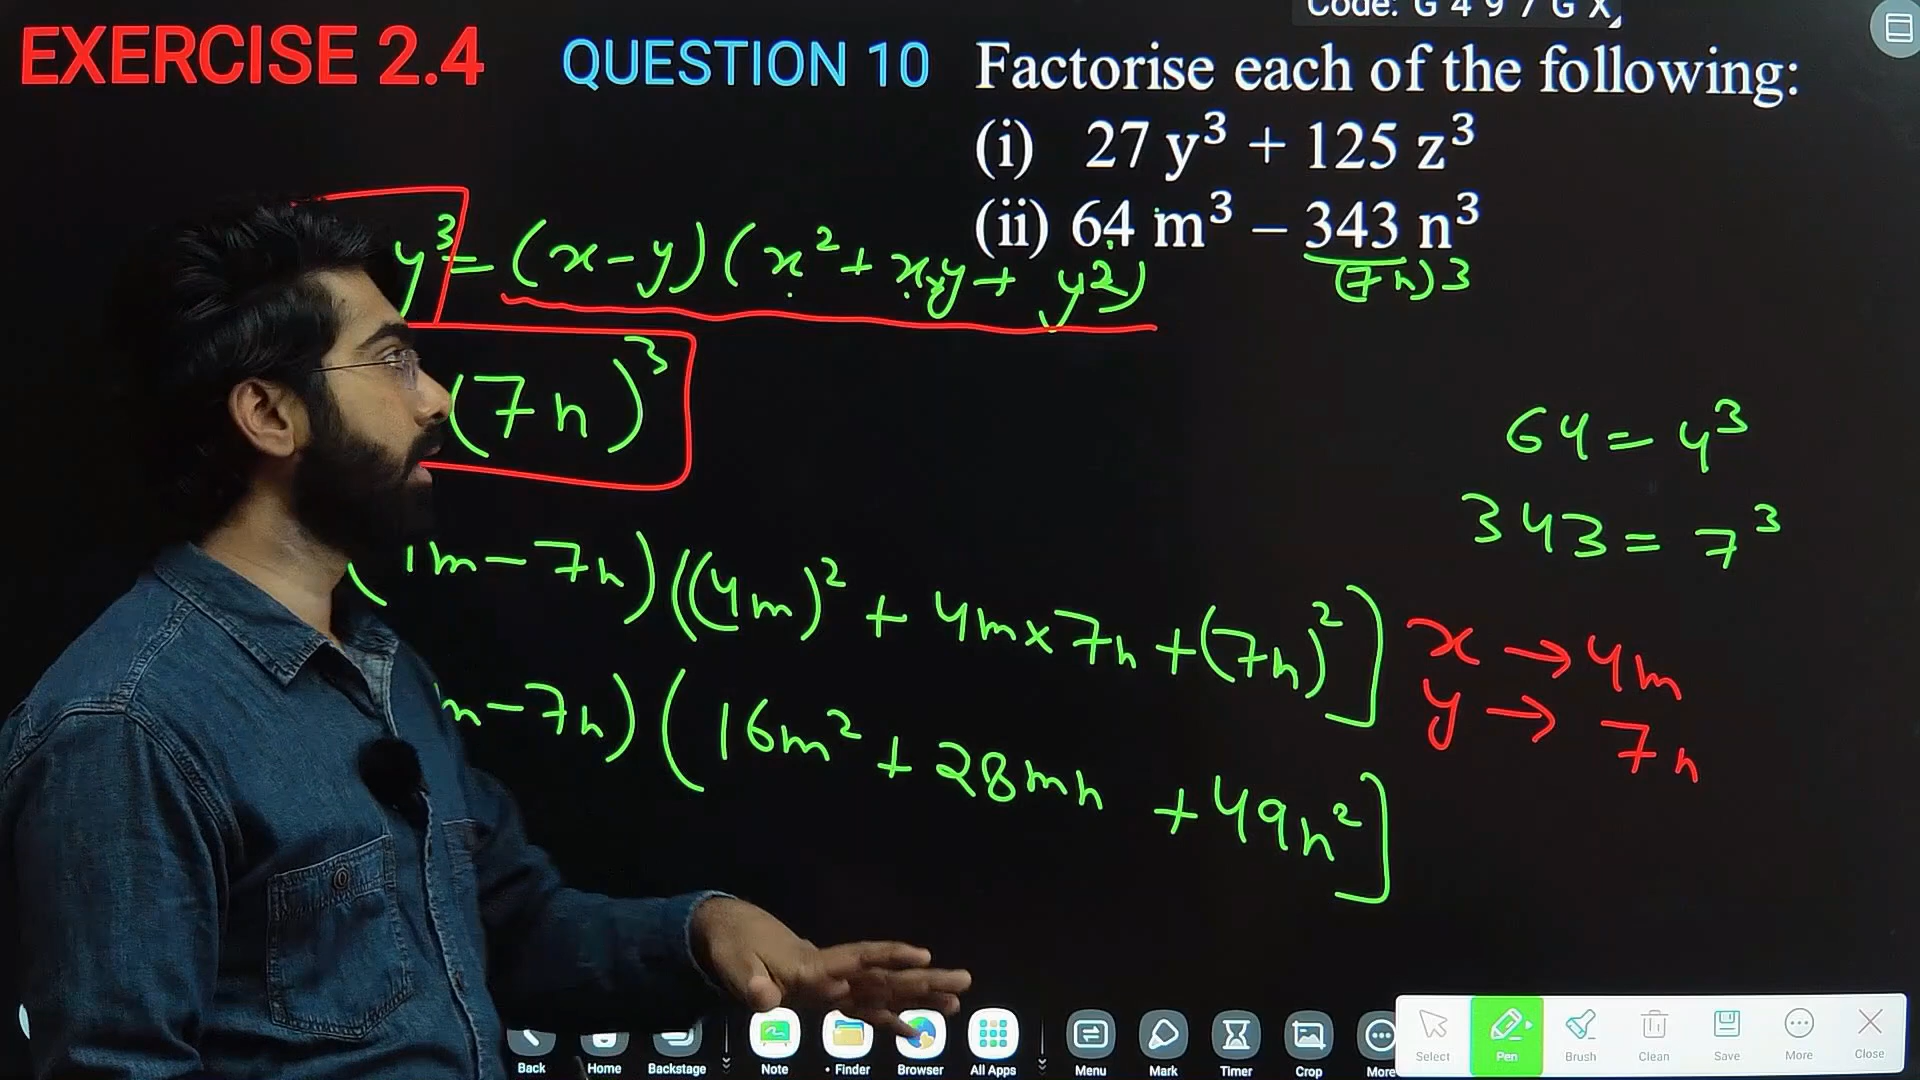 Code: G 4 9 7 G X
EXERCISE 2.4 QUESTION 10 Factorise each of the following:
(i) 27 y³ + 125 z³
(ii) 64 m³ – 343 n³
(7n)3
y³ = (x-y)(x²+xxy+ y²)
(7n)³
64 = 4³
343 = 7³
m-7n)((4m)² + 4mx7n+(7n)²]
x → 4m
y → 7n
-7n)(16m² + 28mn +49n²]
Back Home Backstage Note • Finder Browser All Apps Menu Mark Timer Crop More Select Pen Brush Clean Save More Close